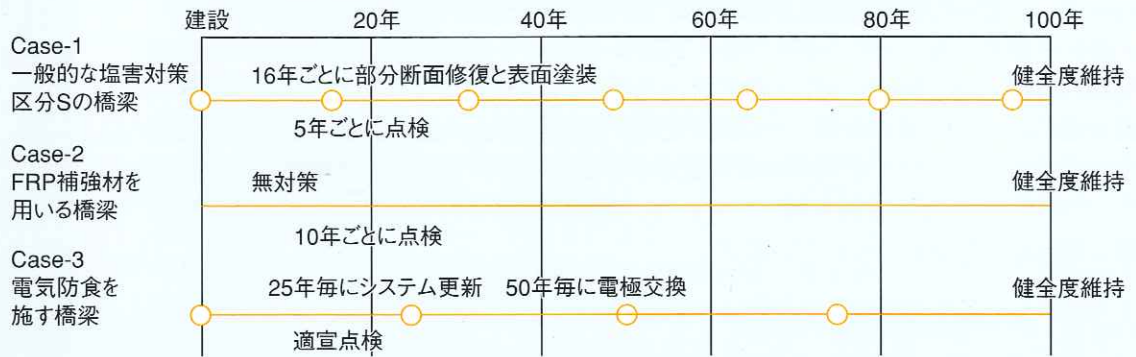 建設 20年 40年 60年 80年 100年
Case-1
一般的な塩害対策
区分Sの橋梁
16年ごとに部分断面修復と表面塗装
健全度維持
5年ごとに点検
Case-2
FRP補強材を
用いる橋梁
無対策
健全度維持
10年ごとに点検
Case-3
電気防食を
施す橋梁
25年毎にシステム更新 50年毎に電極交換
健全度維持
適宣点検